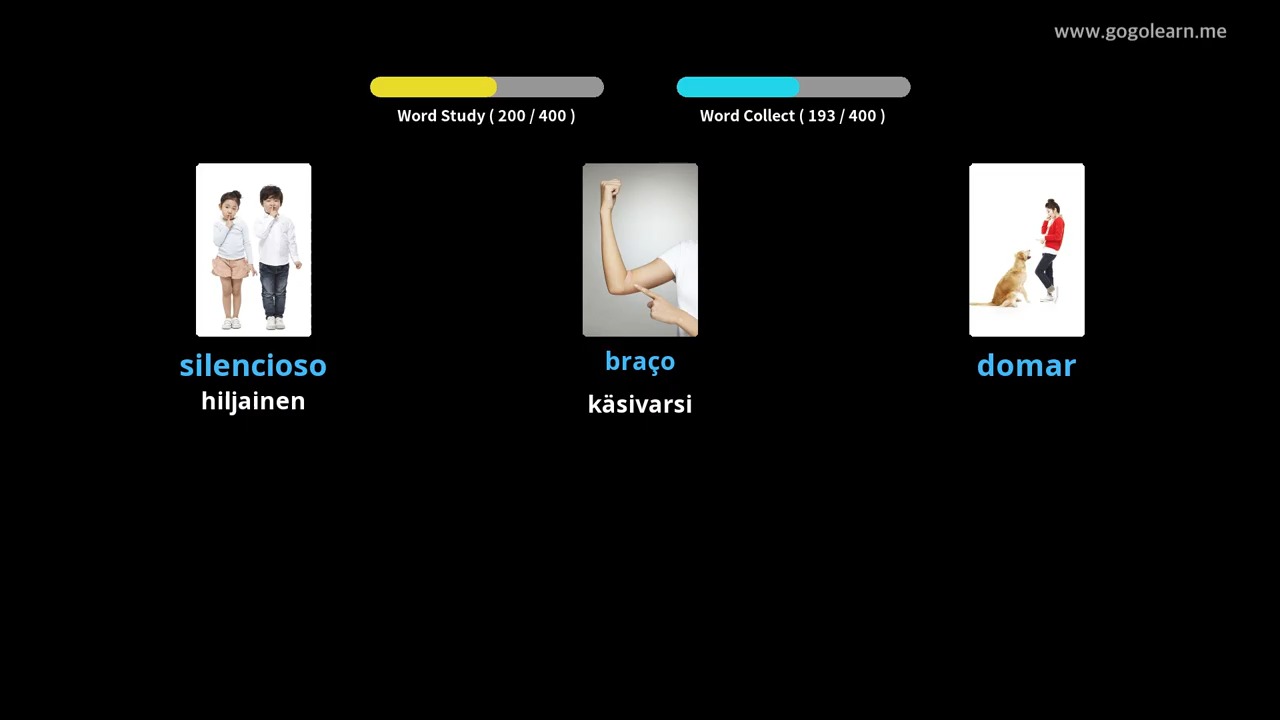 www.gogolearn.me
Word Study ( 200 / 400 )
Word Collect ( 193 / 400 )
silencioso
hiljainen
braço
käsivarsi
domar